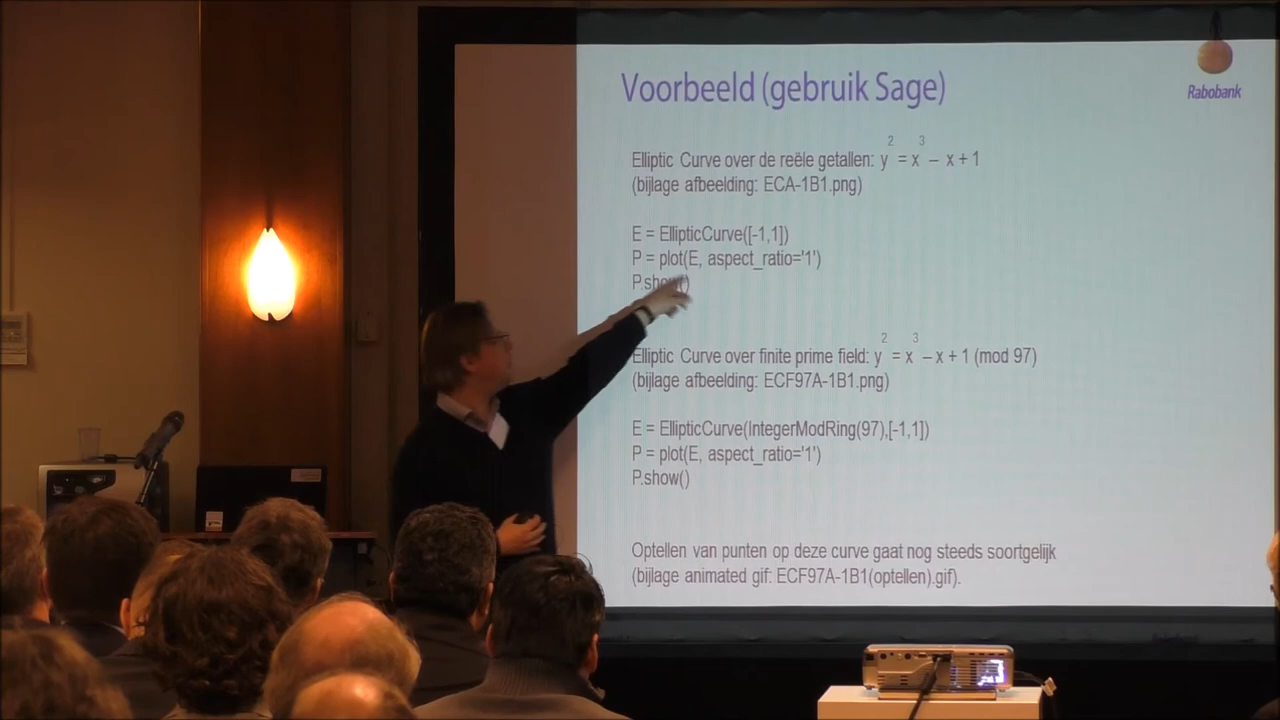 Voorbeeld (gebruik Sage)
Rabobank
Elliptic Curve over de reële getallen: y² = x³ – x + 1
(bijlage afbeelding: ECA-1B1.png)
E = EllipticCurve([-1,1])
P = plot(E, aspect_ratio='1')
P.show()
Elliptic Curve over finite prime field: y² = x³ – x + 1 (mod 97)
(bijlage afbeelding: ECF97A-1B1.png)
E = EllipticCurve(IntegerModRing(97),[-1,1])
P = plot(E, aspect_ratio='1')
P.show()
Optellen van punten op deze curve gaat nog steeds soortgelijk
(bijlage animated gif: ECF97A-1B1(optellen).gif).